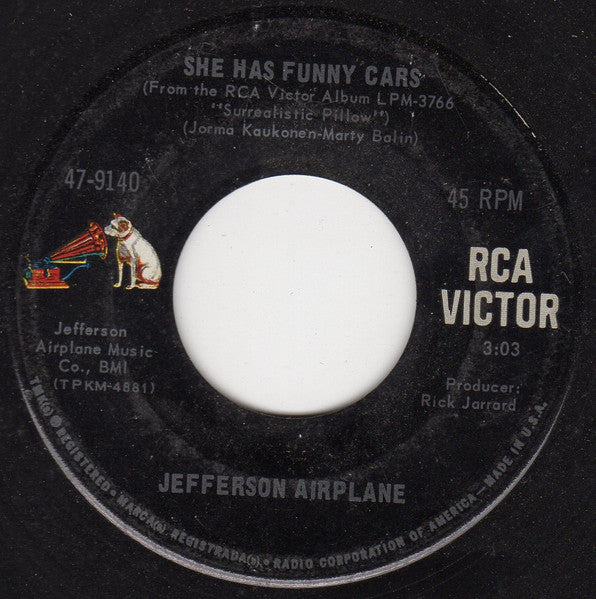 SHE HAS FUNNY CARS
(From the RCA Victor Album LPM-3766
"Surrealistic Pillow")
(Jorma Kaukonen-Marty Balin)
47-9140
45 RPM
RCA
VICTOR
3:03
Jefferson
Airplane Music
Co., BMI
(TPKM-4881)
Producer:
Rick Jarrard
JEFFERSON AIRPLANE
TMK(s) ® REGISTERED • MARCA(s) REGISTRADA(s) • RADIO CORPORATION OF AMERICA—MADE IN U.S.A.